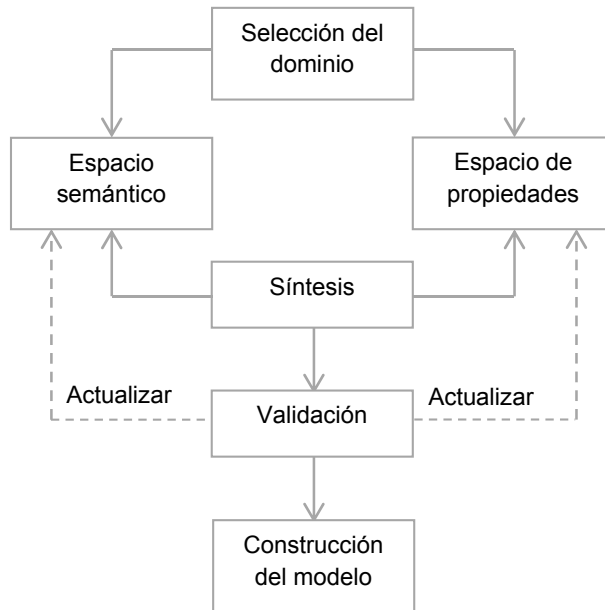 Selección del
dominio
Espacio
semántico
Espacio de
propiedades
Síntesis
Actualizar
Validación
Actualizar
Construcción
del modelo